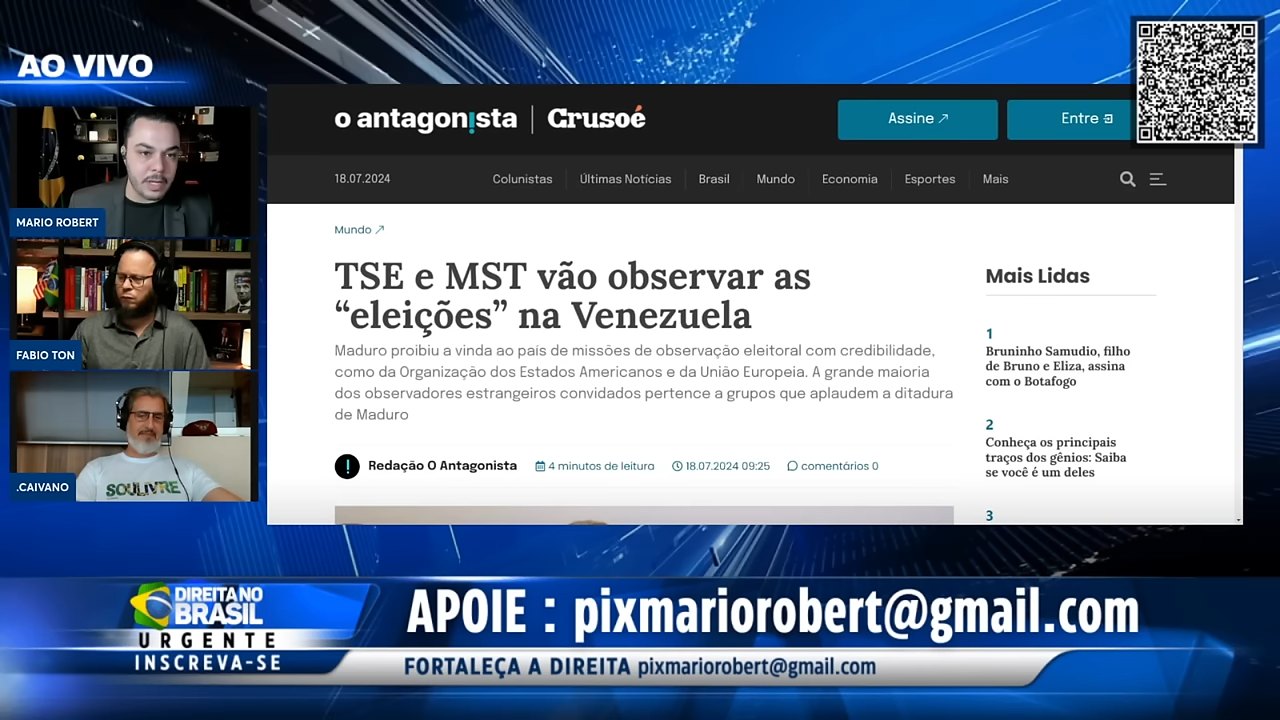 AO VIVO
MARIO ROBERT
FABIO TON
.CAIVANO
SOULIVRE
o antagon!sta | Crusoé
Assine ↗
Entre
18.07.2024
Colunistas
Últimas Notícias
Brasil
Mundo
Economia
Esportes
Mais
Mundo ↗
TSE e MST vão observar as
“eleições” na Venezuela
Maduro proibiu a vinda ao país de missões de observação eleitoral com credibilidade,
como da Organização dos Estados Americanos e da União Europeia. A grande maioria
dos observadores estrangeiros convidados pertence a grupos que aplaudem a ditadura
de Maduro
! Redação O Antagonista
4 minutos de leitura
18.07.2024 09:25
comentários 0
Mais Lidas
1
Bruninho Samudio, filho
de Bruno e Eliza, assina
com o Botafogo
2
Conheça os principais
traços dos gênios: Saiba
se você é um deles
3
DIREITA NO
BRASIL
URGENTE
INSCREVA-SE
APOIE : pixmariorobert@gmail.com
FORTALEÇA A DIREITA pixmariorobert@gmail.com